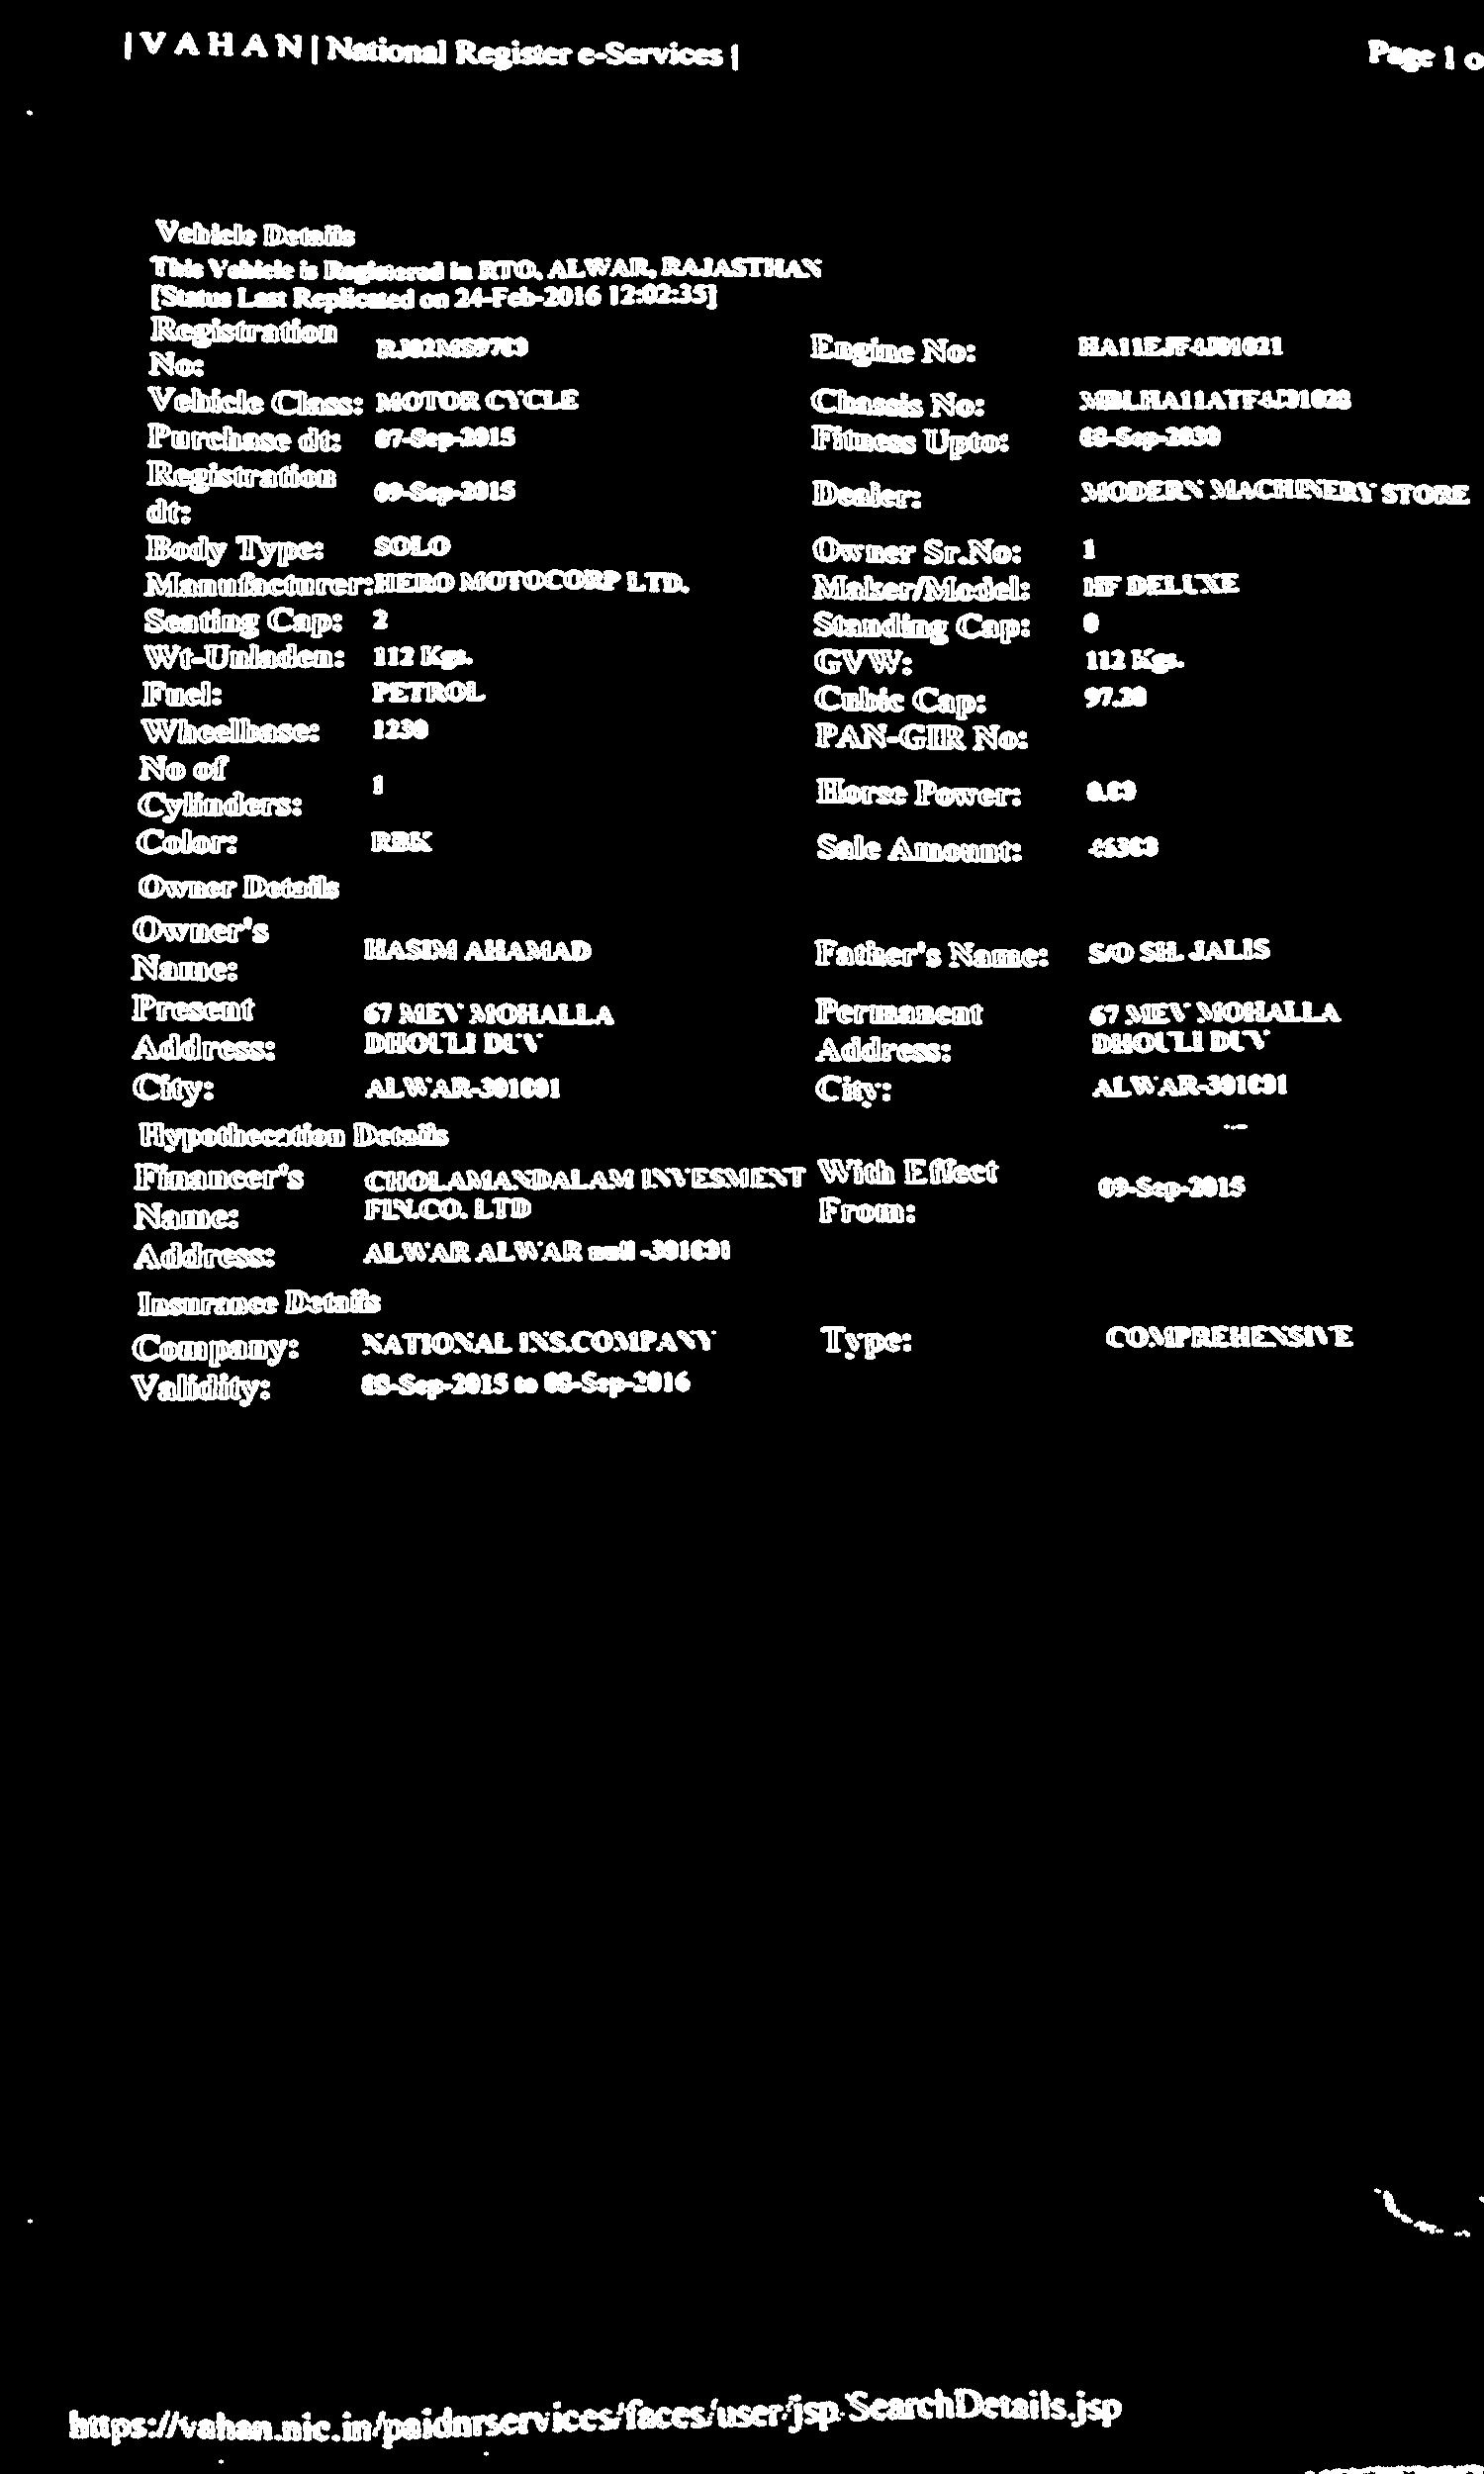 | V A H A N | National Register e-Services |
Page 1 o
Vehicle Details
This Vehicle is Registered in RTO, ALWAR, RAJASTHAN
[Status Last Replicated on 24-Feb-2016 12:02:35]
Registration No: Engine No:
Vehicle Class: MOTOR CYCLE Chassis No:
Purchase dt: 07-Sep-2015 Fitness Upto: 08-Sep-2030
Registration dt: 09-Sep-2015 Dealer: MODERN MACHINERY STORE
Body Type: SOLO Owner Sr.No: 1
Manufacturer: HERO MOTOCORP LTD. Maker/Model: HF DELUXE
Seating Cap: 2 Standing Cap: 0
Wt-Unladen: 112 Kgs. GVW: 112 Kgs.
Fuel: PETROL Cubic Cap: 97.20
Wheelbase: 1230 PAN-GIR No:
No of Cylinders: 1 Horse Power: 0.00
Color: RBK Sale Amount:
Owner Details
Owner's Name: HASIM AHAMAD Father's Name: S/O SH. JALIS
Present Address: 67 MEV MOHALLA Permanent Address: 67 MEV MOHALLA
DHOULI DUV DHOULI DUV
City: ALWAR-301001 City: ALWAR-301001
Hypothecation Details
Financer's Name: CHOLAMANDALAM INVESMENT FIN.CO. LTD With Effect From: 09-Sep-2015
Address: ALWAR ALWAR null -301001
Insurance Details
Company: NATIONAL INS.COMPANY Type: COMPREHENSIVE
Validity: 08-Sep-2015 to 08-Sep-2016
https://vahan.nic.in/paidnrservices/faces/user/jsp/SearchDetails.jsp